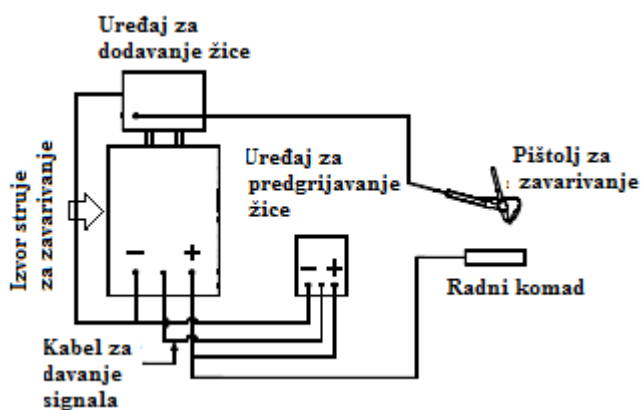 Uređaj za
dodavanje žice
Izvor struje
za zavarivanje
Uređaj za
predgrijavanje
žice
Pištolj za
zavarivanje
− +
− +
Radni komad
Kabel za
davanje
signala